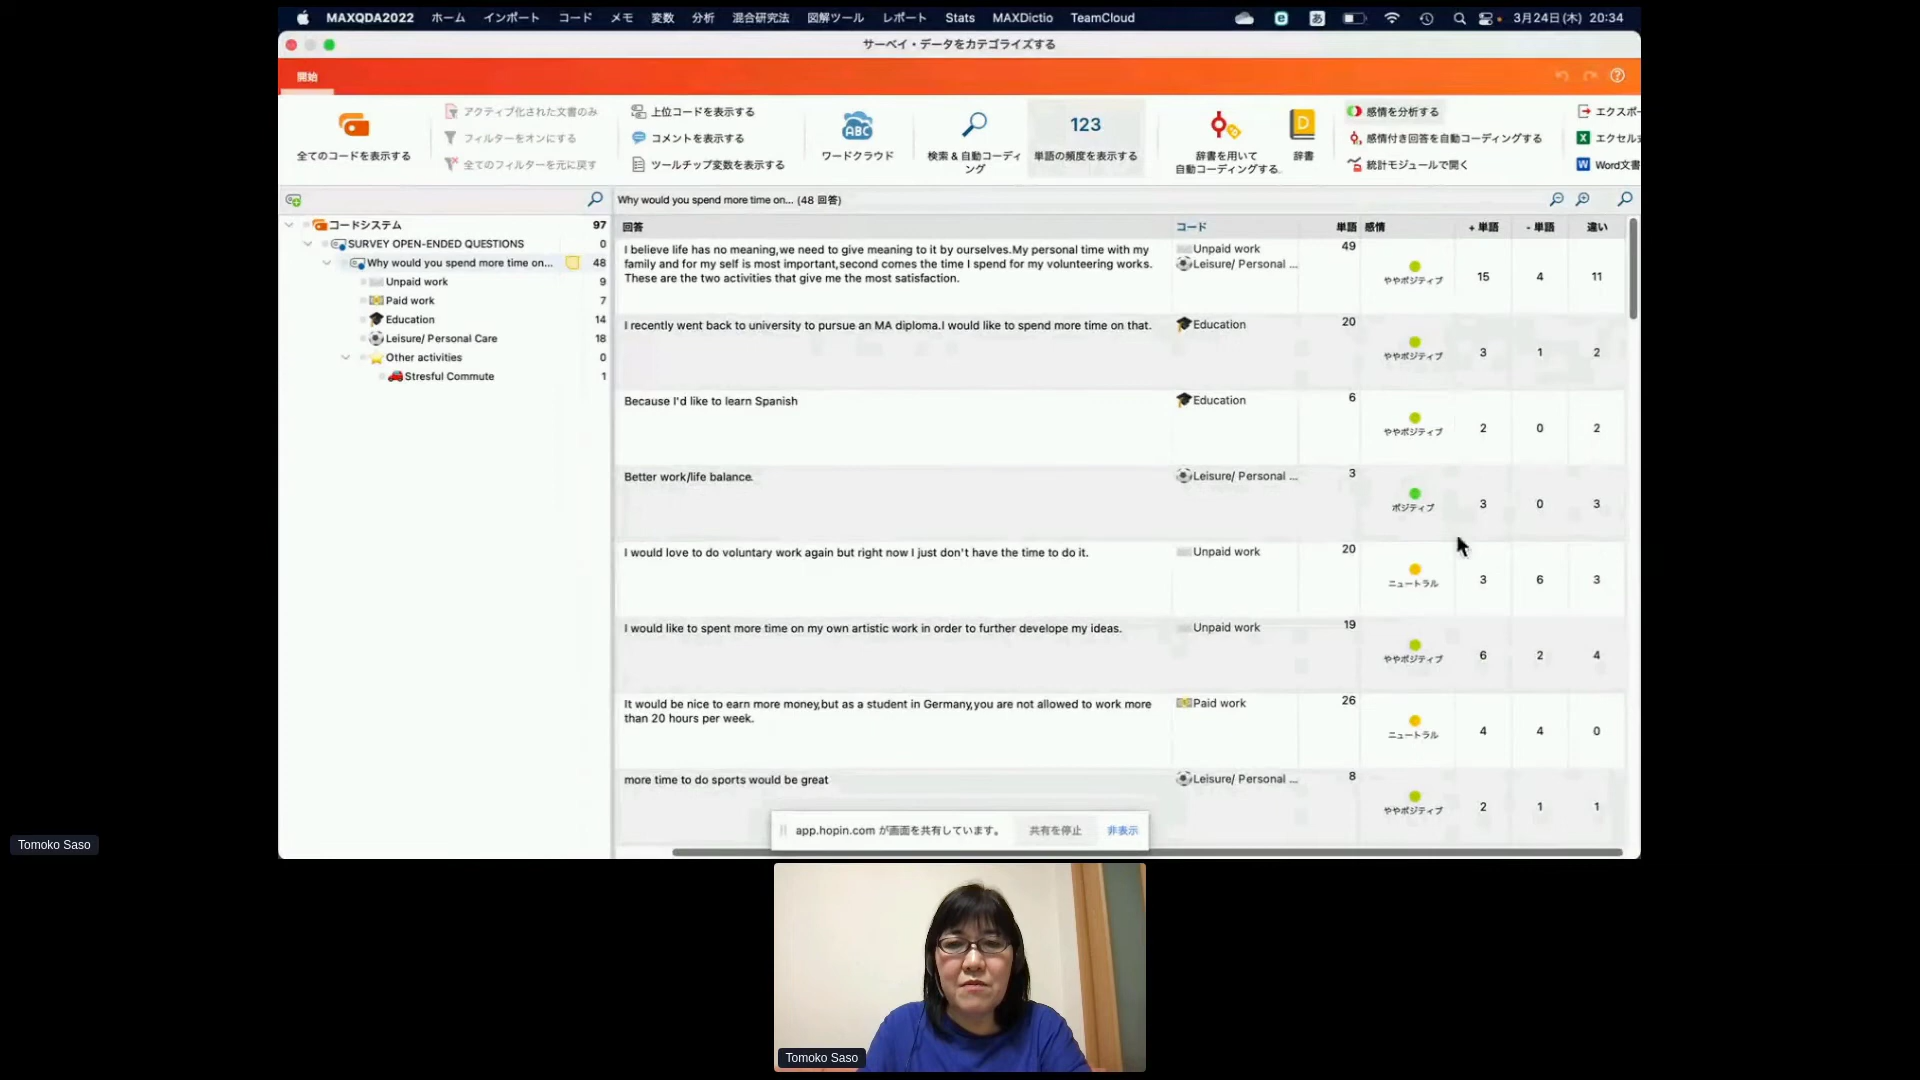 MAXQDA2022 ホーム インポート コード メモ 変数 分析 混合研究法 図解ツール レポート Stats MAXDictio TeamCloud あ 3月24日(木) 20:34
サーベイ・データをカテゴライズする
開始
全てのコードを表示する
アクティブ化された文書のみ
フィルターをオンにする
全てのフィルターを元に戻す
上位コードを表示する
コメントを表示する
ツールチップ変数を表示する
ABC
ワードクラウド
検索 & 自動コーディ
ング
123
単語の頻度を表示する
辞書を用いて
自動コーディングする
D
辞書
感情を分析する
感情付き回答を自動コーディングする
統計モジュールで開く
エクスポー
エクセル
Word文書
コードシステム 97
SURVEY OPEN-ENDED QUESTIONS 0
Why would you spend more time on... 48
Unpaid work 9
Paid work 7
Education 14
Leisure/ Personal Care 18
Other activities 0
Stresful Commute 1
Why would you spend more time on... (48 回答)
回答 コード 単語 感情 + 単語 - 単語 違い
I believe life has no meaning,we need to give meaning to it by ourselves.My personal time with my
family and for my self is most important,second comes the time I spend for my volunteering works.
These are the two activities that give me the most satisfaction.
Unpaid work
Leisure/ Personal ...
49 ややポジティブ 15 4 11
I recently went back to university to pursue an MA diploma.I would like to spend more time on that. Education 20 ややポジティブ 3 1 2
Because I'd like to learn Spanish Education 6 ややポジティブ 2 0 2
Better work/life balance. Leisure/ Personal ... 3 ポジティブ 3 0 3
I would love to do voluntary work again but right now I just don't have the time to do it. Unpaid work 20 ニュートラル 3 6 3
I would like to spent more time on my own artistic work in order to further develope my ideas. Unpaid work 19 ややポジティブ 6 2 4
It would be nice to earn more money,but as a student in Germany,you are not allowed to work more
than 20 hours per week.
Paid work 26 ニュートラル 4 4 0
more time to do sports would be great Leisure/ Personal ... 8 ややポジティブ 2 1 1
app.hopin.com が画面を共有しています。 共有を停止 非表示
Tomoko Saso
Tomoko Saso